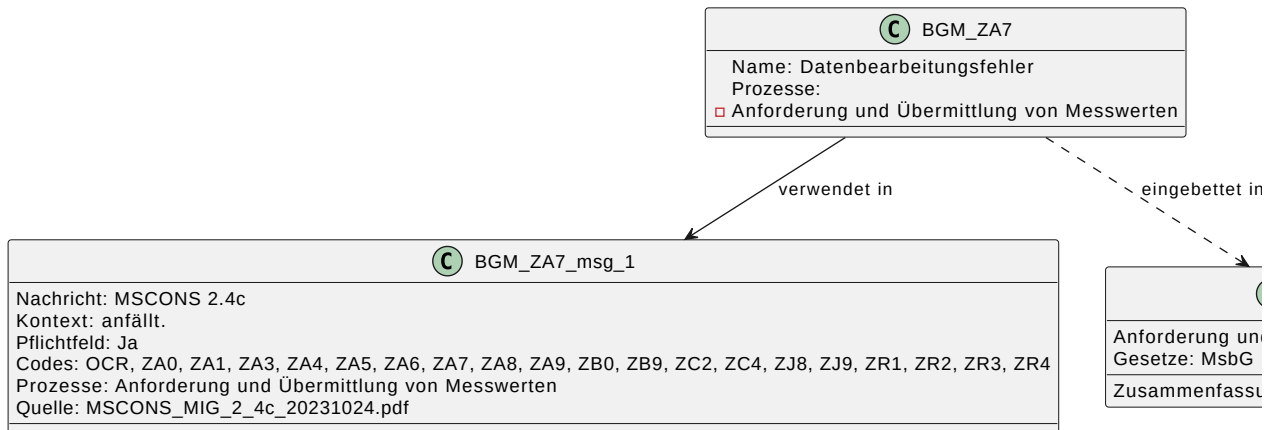 C BGM_ZA7
Name: Datenbearbeitungsfehler
Prozesse:
Anforderung und Übermittlung von Messwerten
verwendet in
eingebettet in
C BGM_ZA7_msg_1
Nachricht: MSCONS 2.4c
Kontext: anfällt.
Pflichtfeld: Ja
Codes: OCR, ZA0, ZA1, ZA3, ZA4, ZA5, ZA6, ZA7, ZA8, ZA9, ZB0, ZB9, ZC2, ZC4, ZJ8, ZJ9, ZR1, ZR2, ZR3, ZR4
Prozesse: Anforderung und Übermittlung von Messwerten
Quelle: MSCONS_MIG_2_4c_20231024.pdf
Anforderung
Gesetze: MsbG